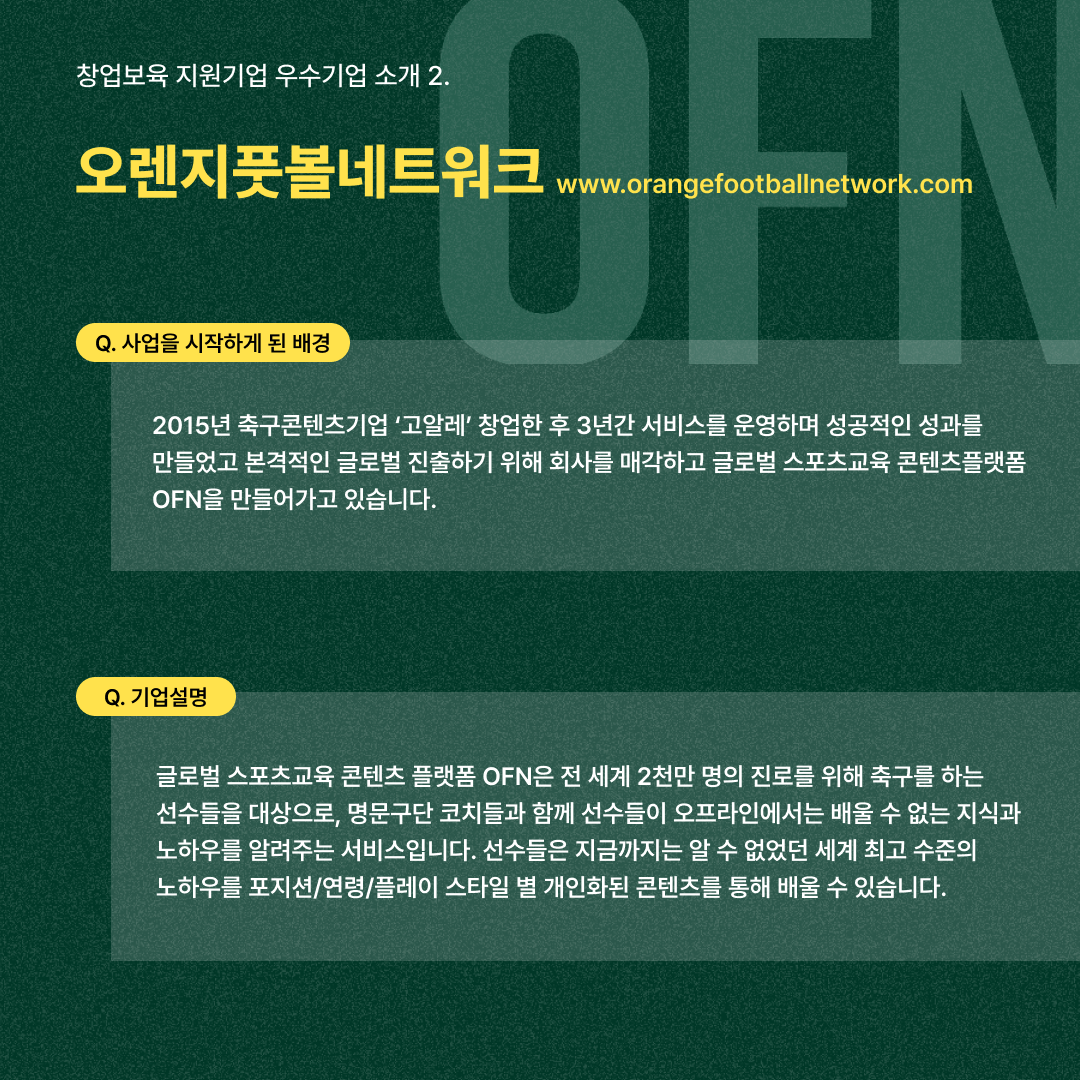 OFN
창업보육 지원기업 우수기업 소개 2.
오렌지풋볼네트워크 www.orangefootballnetwork.com
Q. 사업을 시작하게 된 배경
2015년 축구콘텐츠기업 ‘고알레’ 창업한 후 3년간 서비스를 운영하며 성공적인 성과를
만들었고 본격적인 글로벌 진출하기 위해 회사를 매각하고 글로벌 스포츠교육 콘텐츠플랫폼
OFN을 만들어가고 있습니다.
Q. 기업설명
글로벌 스포츠교육 콘텐츠 플랫폼 OFN은 전 세계 2천만 명의 진로를 위해 축구를 하는
선수들을 대상으로, 명문구단 코치들과 함께 선수들이 오프라인에서는 배울 수 없는 지식과
노하우를 알려주는 서비스입니다. 선수들은 지금까지는 알 수 없었던 세계 최고 수준의
노하우를 포지션/연령/플레이 스타일 별 개인화된 콘텐츠를 통해 배울 수 있습니다.